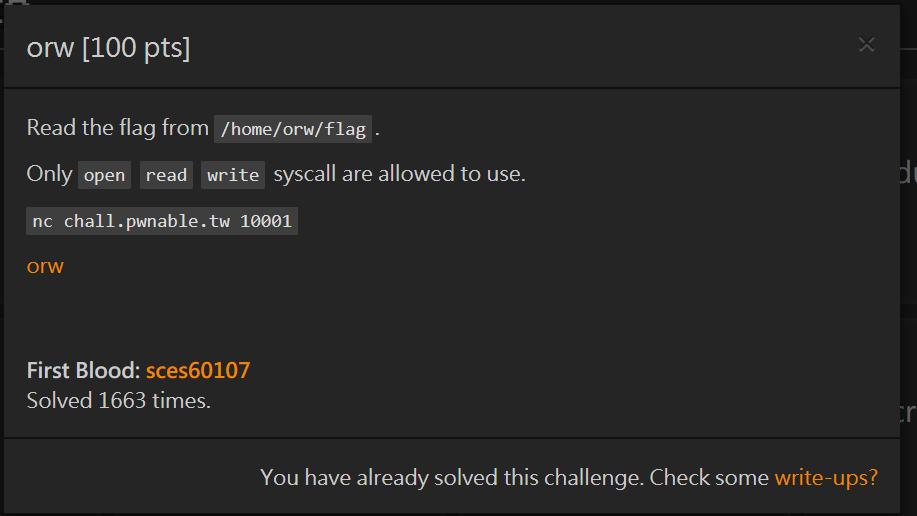 orw [100 pts]
×
Read the flag from /home/orw/flag .
Only open read write syscall are allowed to use.
nc chall.pwnable.tw 10001
orw
First Blood: sces60107
Solved 1663 times.
You have already solved this challenge. Check some write-ups?